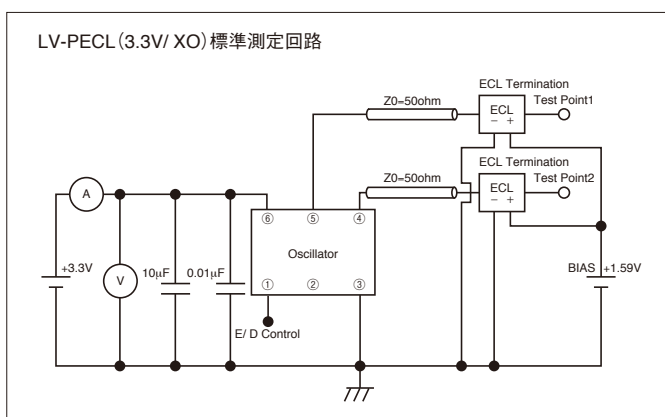 LV-PECL（3.3V/ XO）標準測定回路
ECL Termination
Z0=50ohm
ECL
− +
Test Point1
ECL Termination
Z0=50ohm
ECL
− +
Test Point2
A
⑥ ⑤ ④
Oscillator
+3.3V
V
10μF
0.01μF
① ② ③
BIAS
+1.59V
E/ D Control